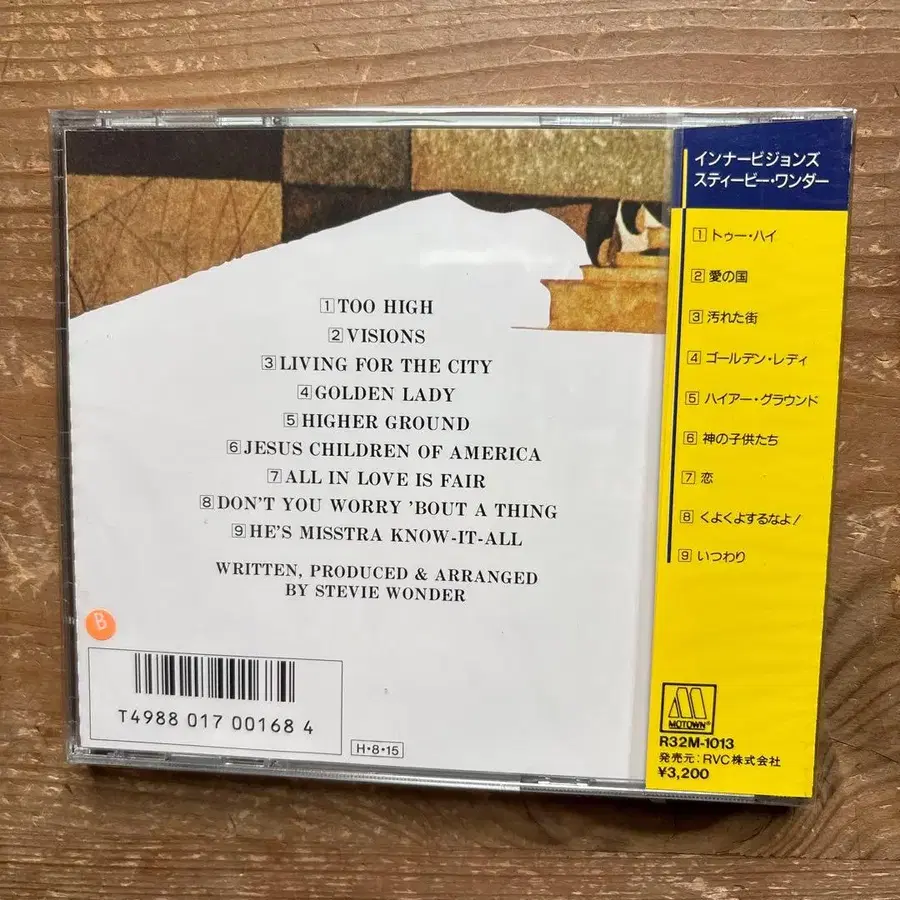 1 TOO HIGH
2 VISIONS
3 LIVING FOR THE CITY
4 GOLDEN LADY
5 HIGHER GROUND
6 JESUS CHILDREN OF AMERICA
7 ALL IN LOVE IS FAIR
8 DON'T YOU WORRY 'BOUT A THING
9 HE'S MISSTRA KNOW-IT-ALL
WRITTEN, PRODUCED & ARRANGED
BY STEVIE WONDER
B
T4988 017 00168 4
H・8・15
インナービジョンズ
スティービー・ワンダー
1 トゥー・ハイ
2 愛の国
3 汚れた街
4 ゴールデン・レディ
5 ハイアー・グラウンド
6 神の子供たち
7 恋
8 くよくよするなよ!
9 いつわり
M
MOTOWN®
R32M-1013
発売元:RVC株式会社
¥3,200